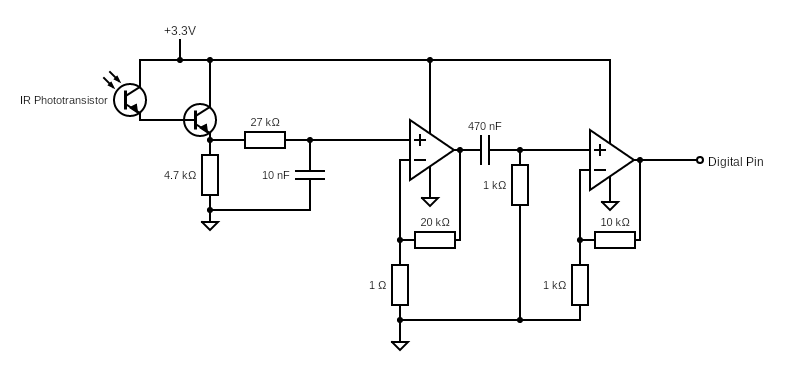 +3.3V
IR Phototransistor
27 kΩ
4.7 kΩ
10 nF
470 nF
1 kΩ
20 kΩ
1 Ω
10 kΩ
1 kΩ
Digital Pin